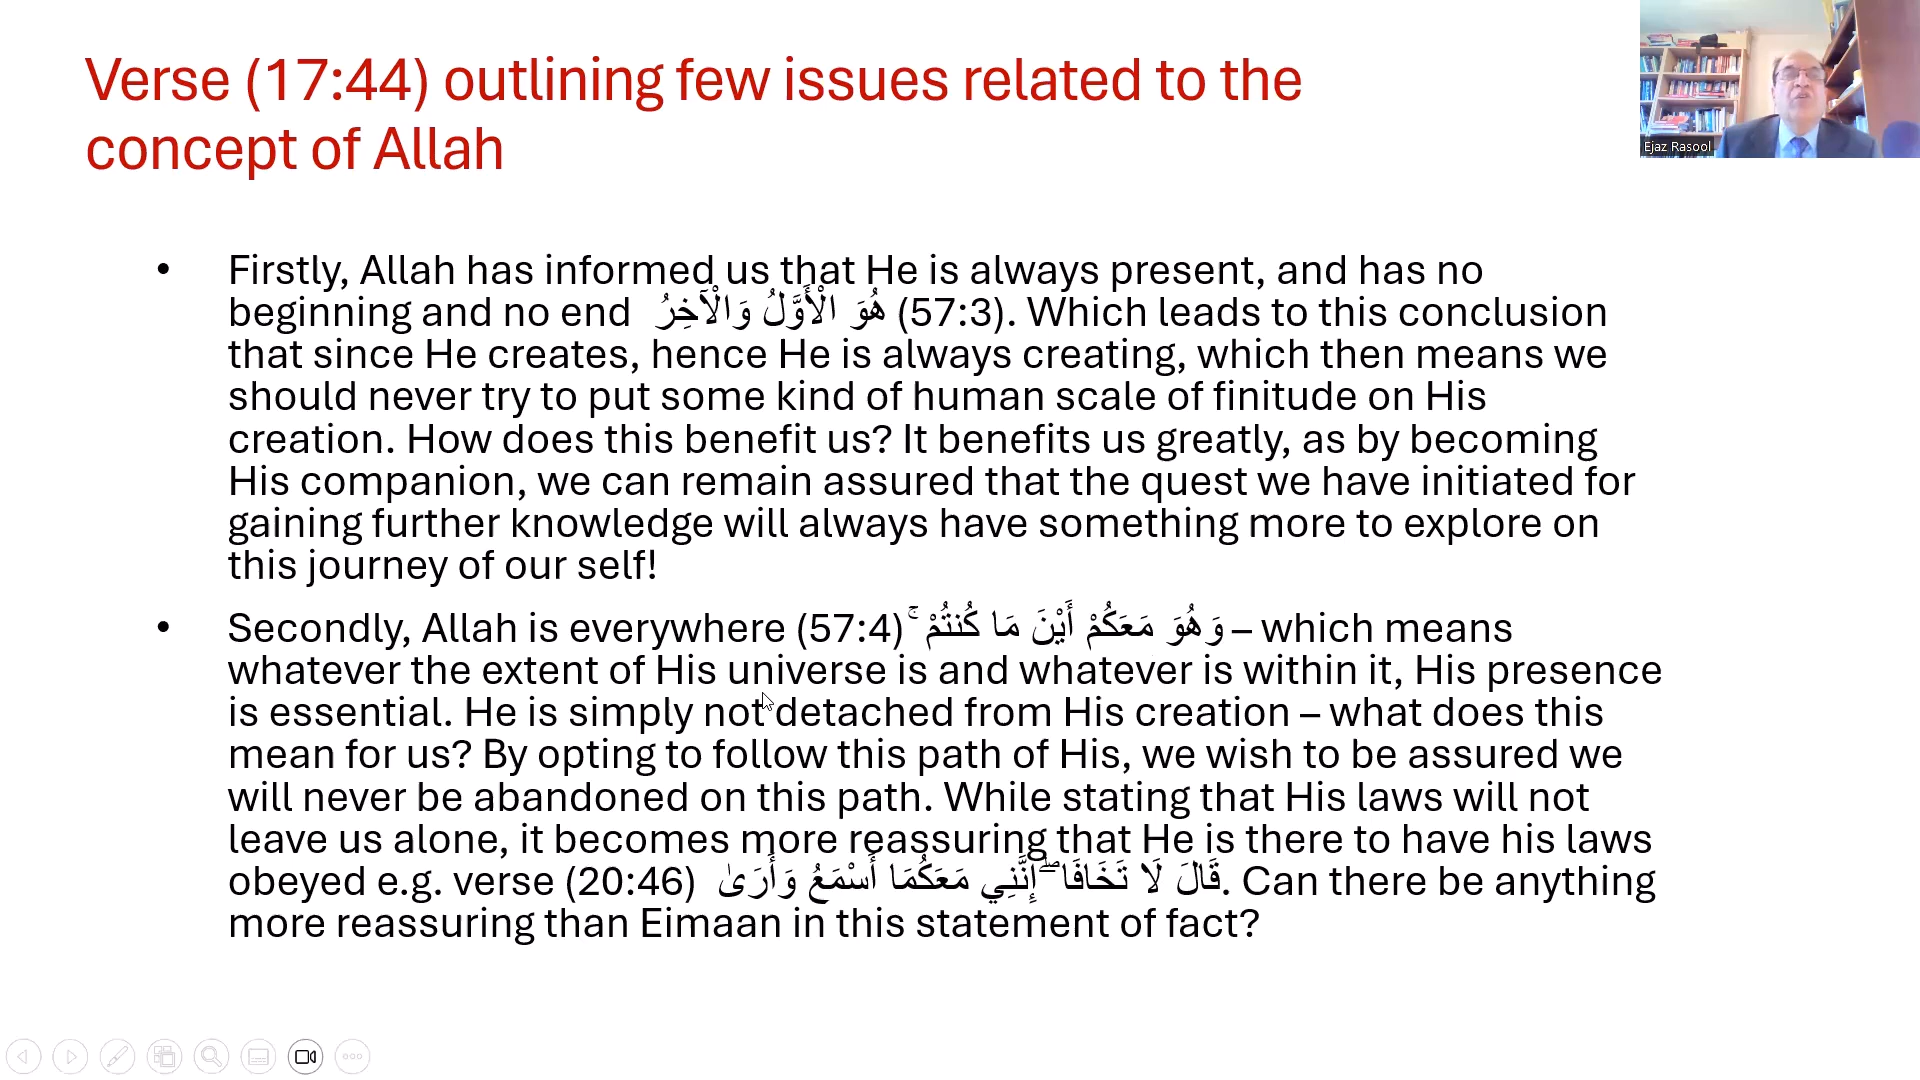 Verse (17:44) outlining few issues related to the
concept of Allah
Ejaz Rasool
• Firstly, Allah has informed us that He is always present, and has no
beginning and no end هُوَ الْأَوَّلُ وَالْآخِرُ (57:3). Which leads to this conclusion
that since He creates, hence He is always creating, which then means we
should never try to put some kind of human scale of finitude on His
creation. How does this benefit us? It benefits us greatly, as by becoming
His companion, we can remain assured that the quest we have initiated for
gaining further knowledge will always have something more to explore on
this journey of our self!
• Secondly, Allah is everywhere (57:4) وَهُوَ مَعَكُمْ أَيْنَ مَا كُنتُمْ ۚ – which means
whatever the extent of His universe is and whatever is within it, His presence
is essential. He is simply not detached from His creation – what does this
mean for us? By opting to follow this path of His, we wish to be assured we
will never be abandoned on this path. While stating that His laws will not
leave us alone, it becomes more reassuring that He is there to have his laws
obeyed e.g. verse (20:46) قَالَ لَا تَخَافَا ۖ إِنَّنِي مَعَكُمَا أَسْمَعُ وَأَرَىٰ. Can there be anything
more reassuring than Eimaan in this statement of fact?